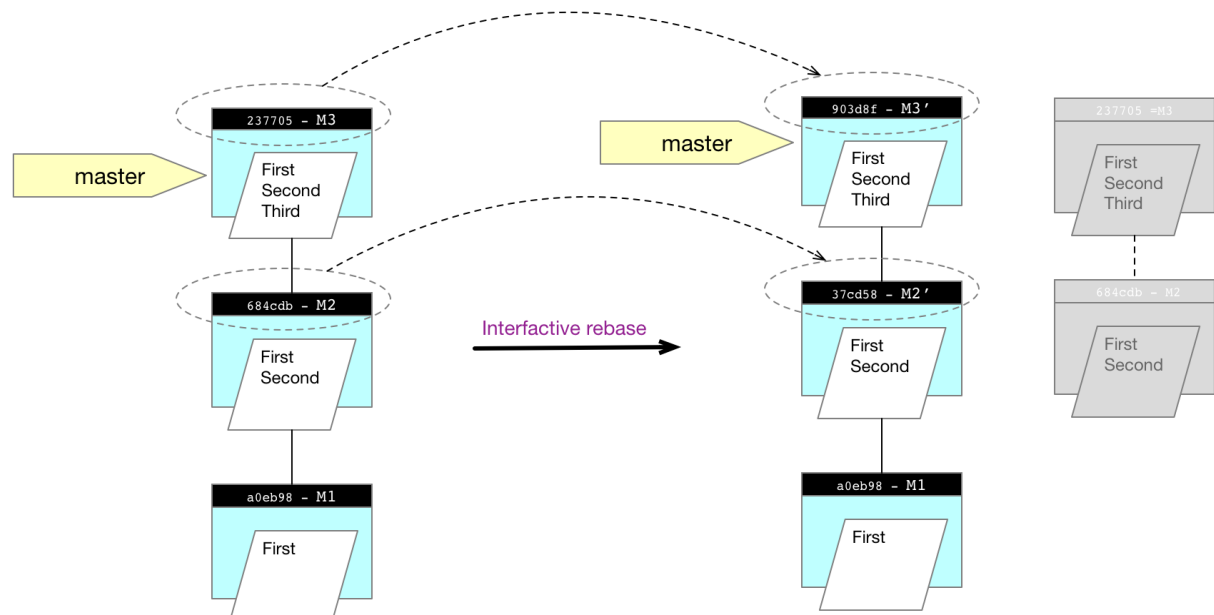 237705 - M3
master
First
Second
Third
684cdb - M2
First
Second
a0eb98 - M1
First
Interfactive rebase
903d8f - M3’
master
First
Second
Third
37cd58 - M2’
First
Second
a0eb98 - M1
First
237705 =M3
First
Second
Third
684cdb - M2
First
Second